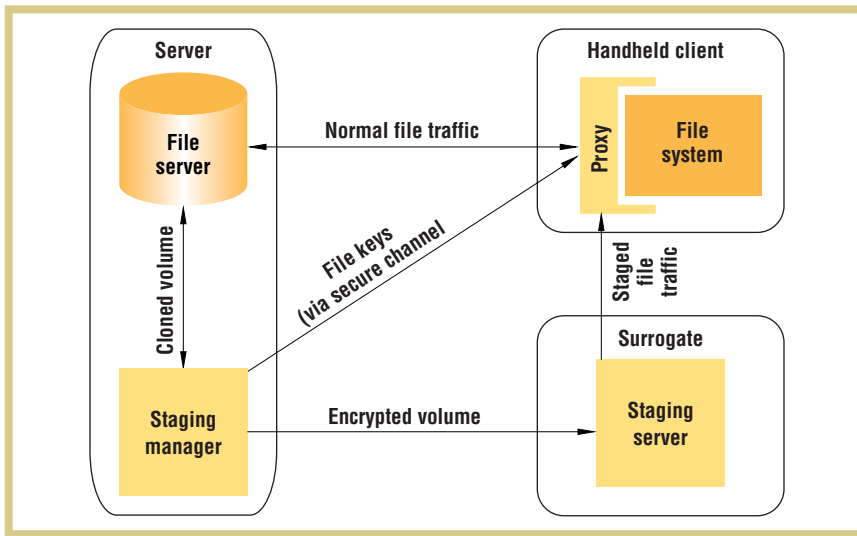 Server
File
server
Cloned volume
Staging
manager
Normal file traffic
File keys
(via secure channel
Encrypted volume
Handheld client
Proxy
File
system
Staged
file
traffic
Surrogate
Staging
server